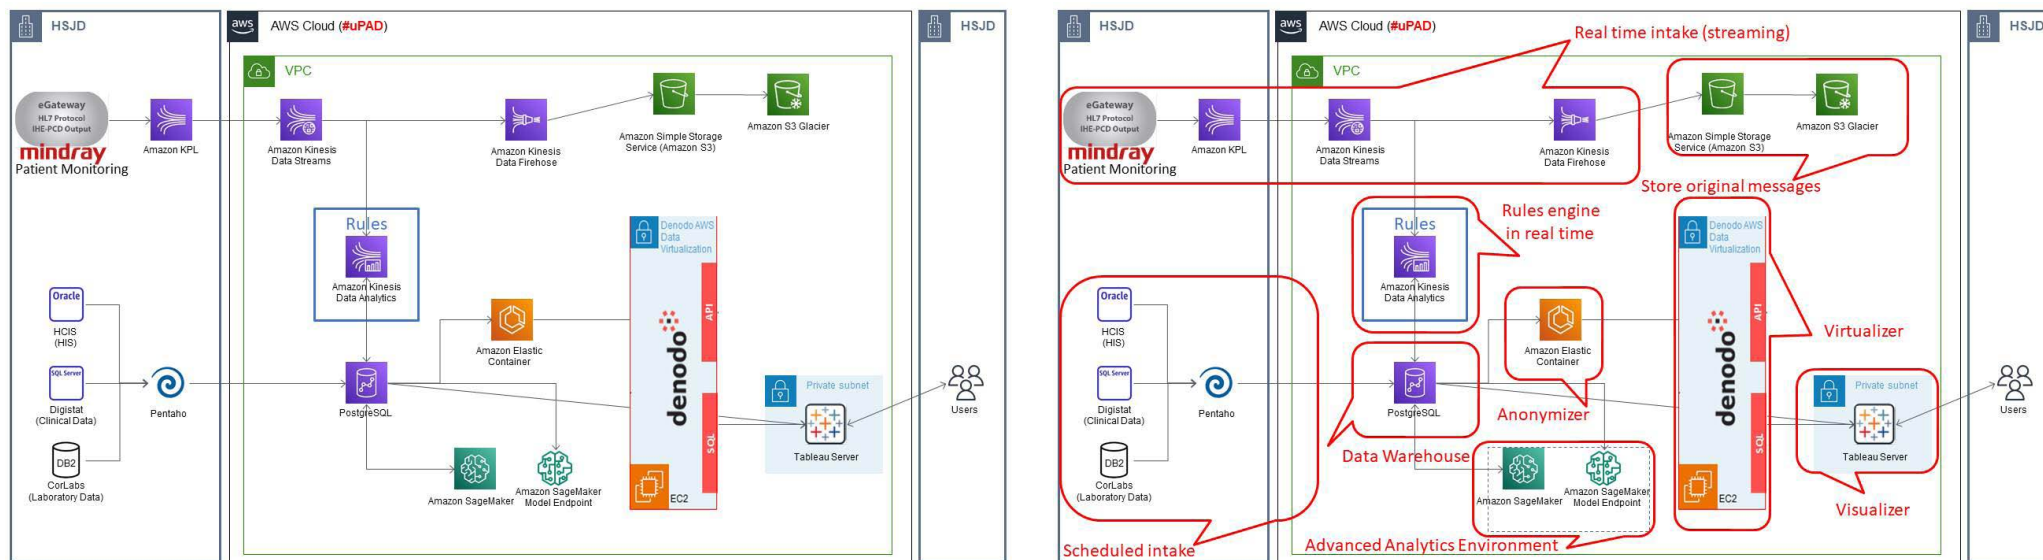 HSJD
aws
AWS Cloud (#uPAD)
HSJD
VPC
eGateway
HL7 Protocol
IHE-PCD Output
mindray
Patient Monitoring
Amazon KPL
Amazon Kinesis
Data Streams
Amazon Kinesis
Data Firehose
Amazon Simple Storage
Service (Amazon S3)
Amazon S3 Glacier
Rules
Amazon Kinesis
Data Analytics
Denodo AWS
Data
Virtualization
API
denodo
SQL
EC2
Oracle
HCIS
(HIS)
SQL Server
Digistat
(Clinical Data)
DB2
CorLabs
(Laboratory Data)
Pentaho
PostgreSQL
Amazon Elastic
Container
Amazon SageMaker
Amazon SageMaker
Model Endpoint
Private subnet
Tableau Server
Users
HSJD
aws
AWS Cloud (#uPAD)
HSJD
Real time intake (streaming)
VPC
eGateway
HL7 Protocol
IHE-PCD Output
mindray
Patient Monitoring
Amazon KPL
Amazon Kinesis
Data Streams
Amazon Kinesis
Data Firehose
Amazon Simple Storage
Service (Amazon S3)
Amazon S3 Glacier
Store original messages
Rules
Amazon Kinesis
Data Analytics
Rules engine
in real time
Denodo AWS
Data
Virtualization
API
denodo
SQL
EC2
Virtualizer
Oracle
HCIS
(HIS)
SQL Server
Digistat
(Clinical Data)
DB2
CorLabs
(Laboratory Data)
Pentaho
PostgreSQL
Amazon Elastic
Container
Anonymizer
Data Warehouse
Amazon SageMaker
Amazon SageMaker
Model Endpoint
Private subnet
Tableau Server
Users
Visualizer
Scheduled intake
Advanced Analytics Environment